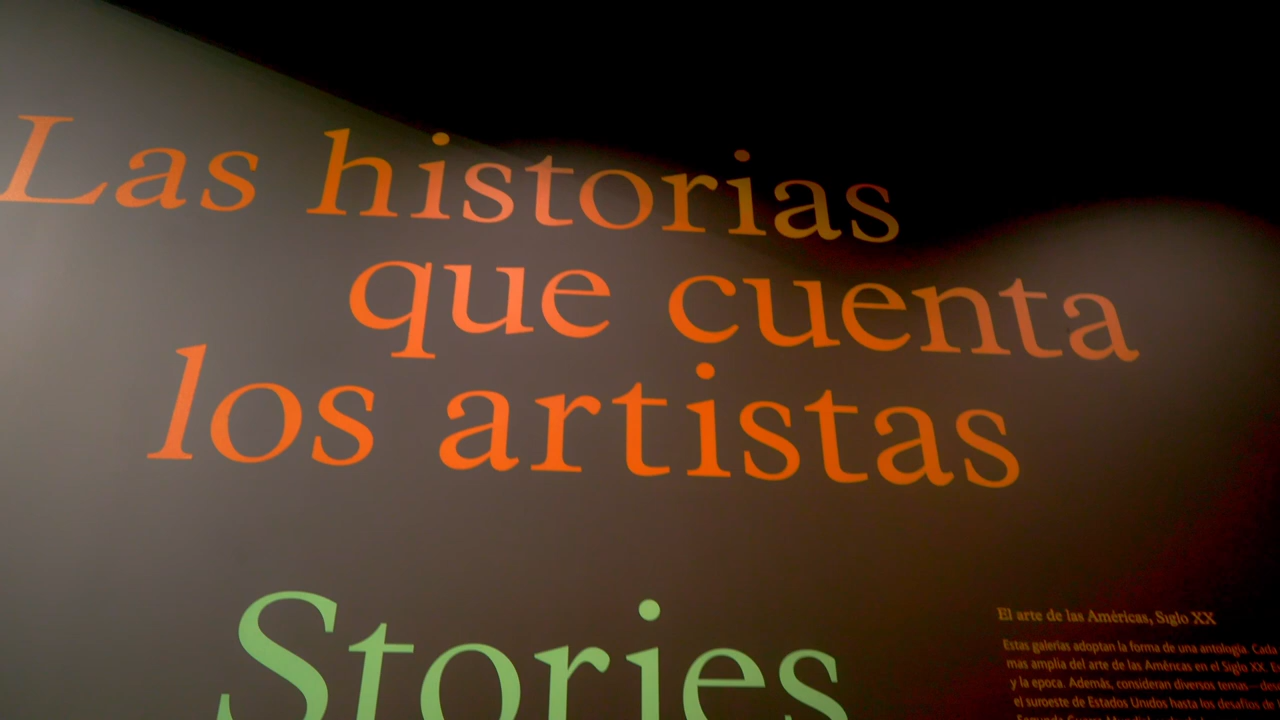 Las historias
que cuenta
los artistas
Stories
El arte de las Américas, Siglo XX
Estas galerías adoptan la forma de una antología. Cada
mas amplia del arte de las Américas en el Siglo XX.
y la epoca. Además, consideran diversos temas—
el suroeste de Estados Unidos hasta los desafíos de